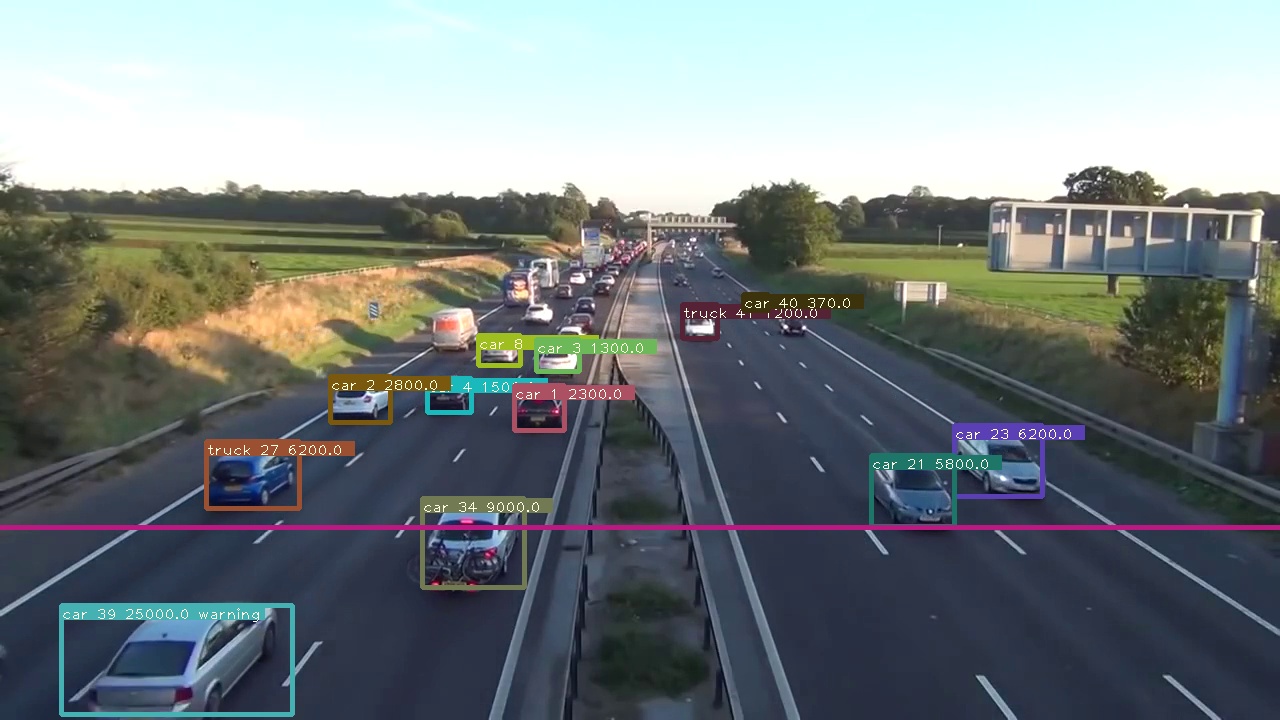 car 40 370.0
truck 41 1200.0
car 8
car 3 1300.0
car 2 2800.0
4 150
car 1 2300.0
car 23 6200.0
truck 27 6200.0
car 21 5800.0
car 34 9000.0
car 39 25000.0 warning